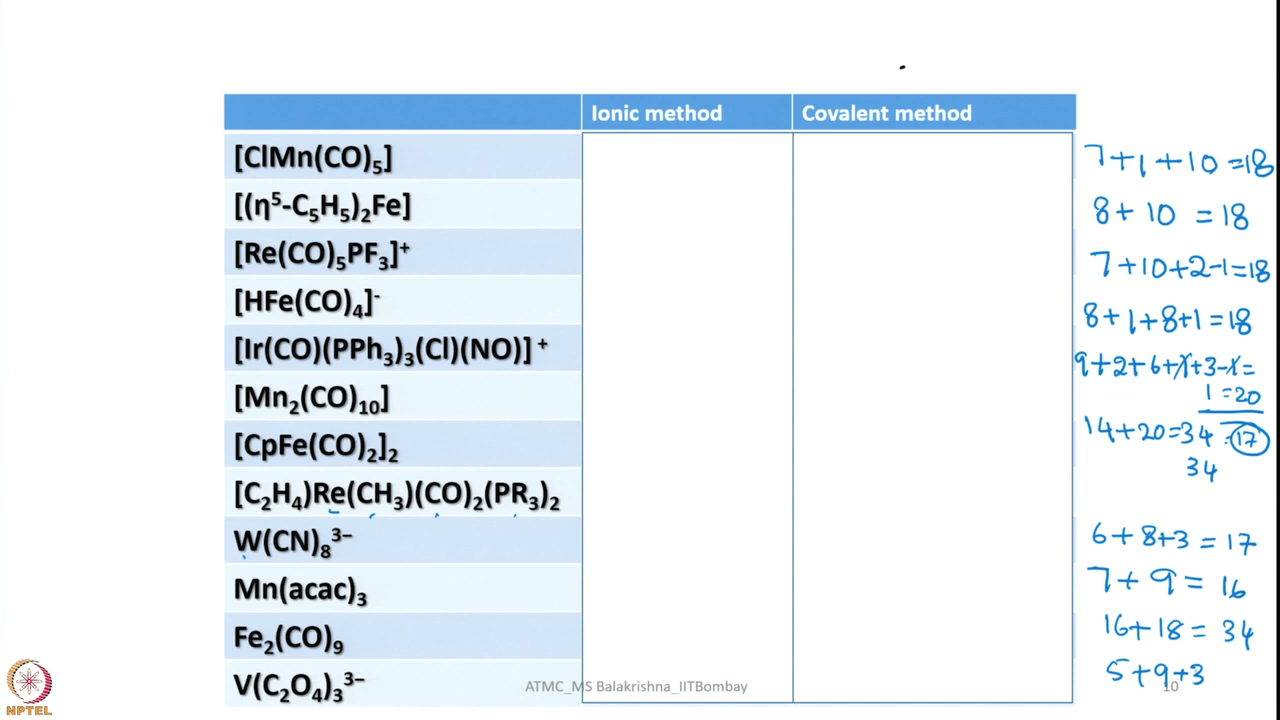 Ionic method Covalent method
[ClMn(CO)₅] 7+1+10=18
[(η⁵-C₅H₅)₂Fe] 8+10=18
[Re(CO)₅PF₃]⁺ 7+10+2-1=18
[HFe(CO)₄]⁻ 8+1+8+1=18
[Ir(CO)(PPh₃)₃(Cl)(NO)]⁺ 9+2+6+1+3-1=
1=20
[Mn₂(CO)₁₀] 14+20=34 = 17
[CpFe(CO)₂]₂ 34
[C₂H₄)Re(CH₃)(CO)₂(PR₃)₂
W(CN)₈³⁻ 6+8+3=17
Mn(acac)₃ 7+9=16
Fe₂(CO)₉ 16+18=34
V(C₂O₄)₃³⁻ 5+9+3
ATMC_MS Balakrishna_IITBombay 10
NPTEL